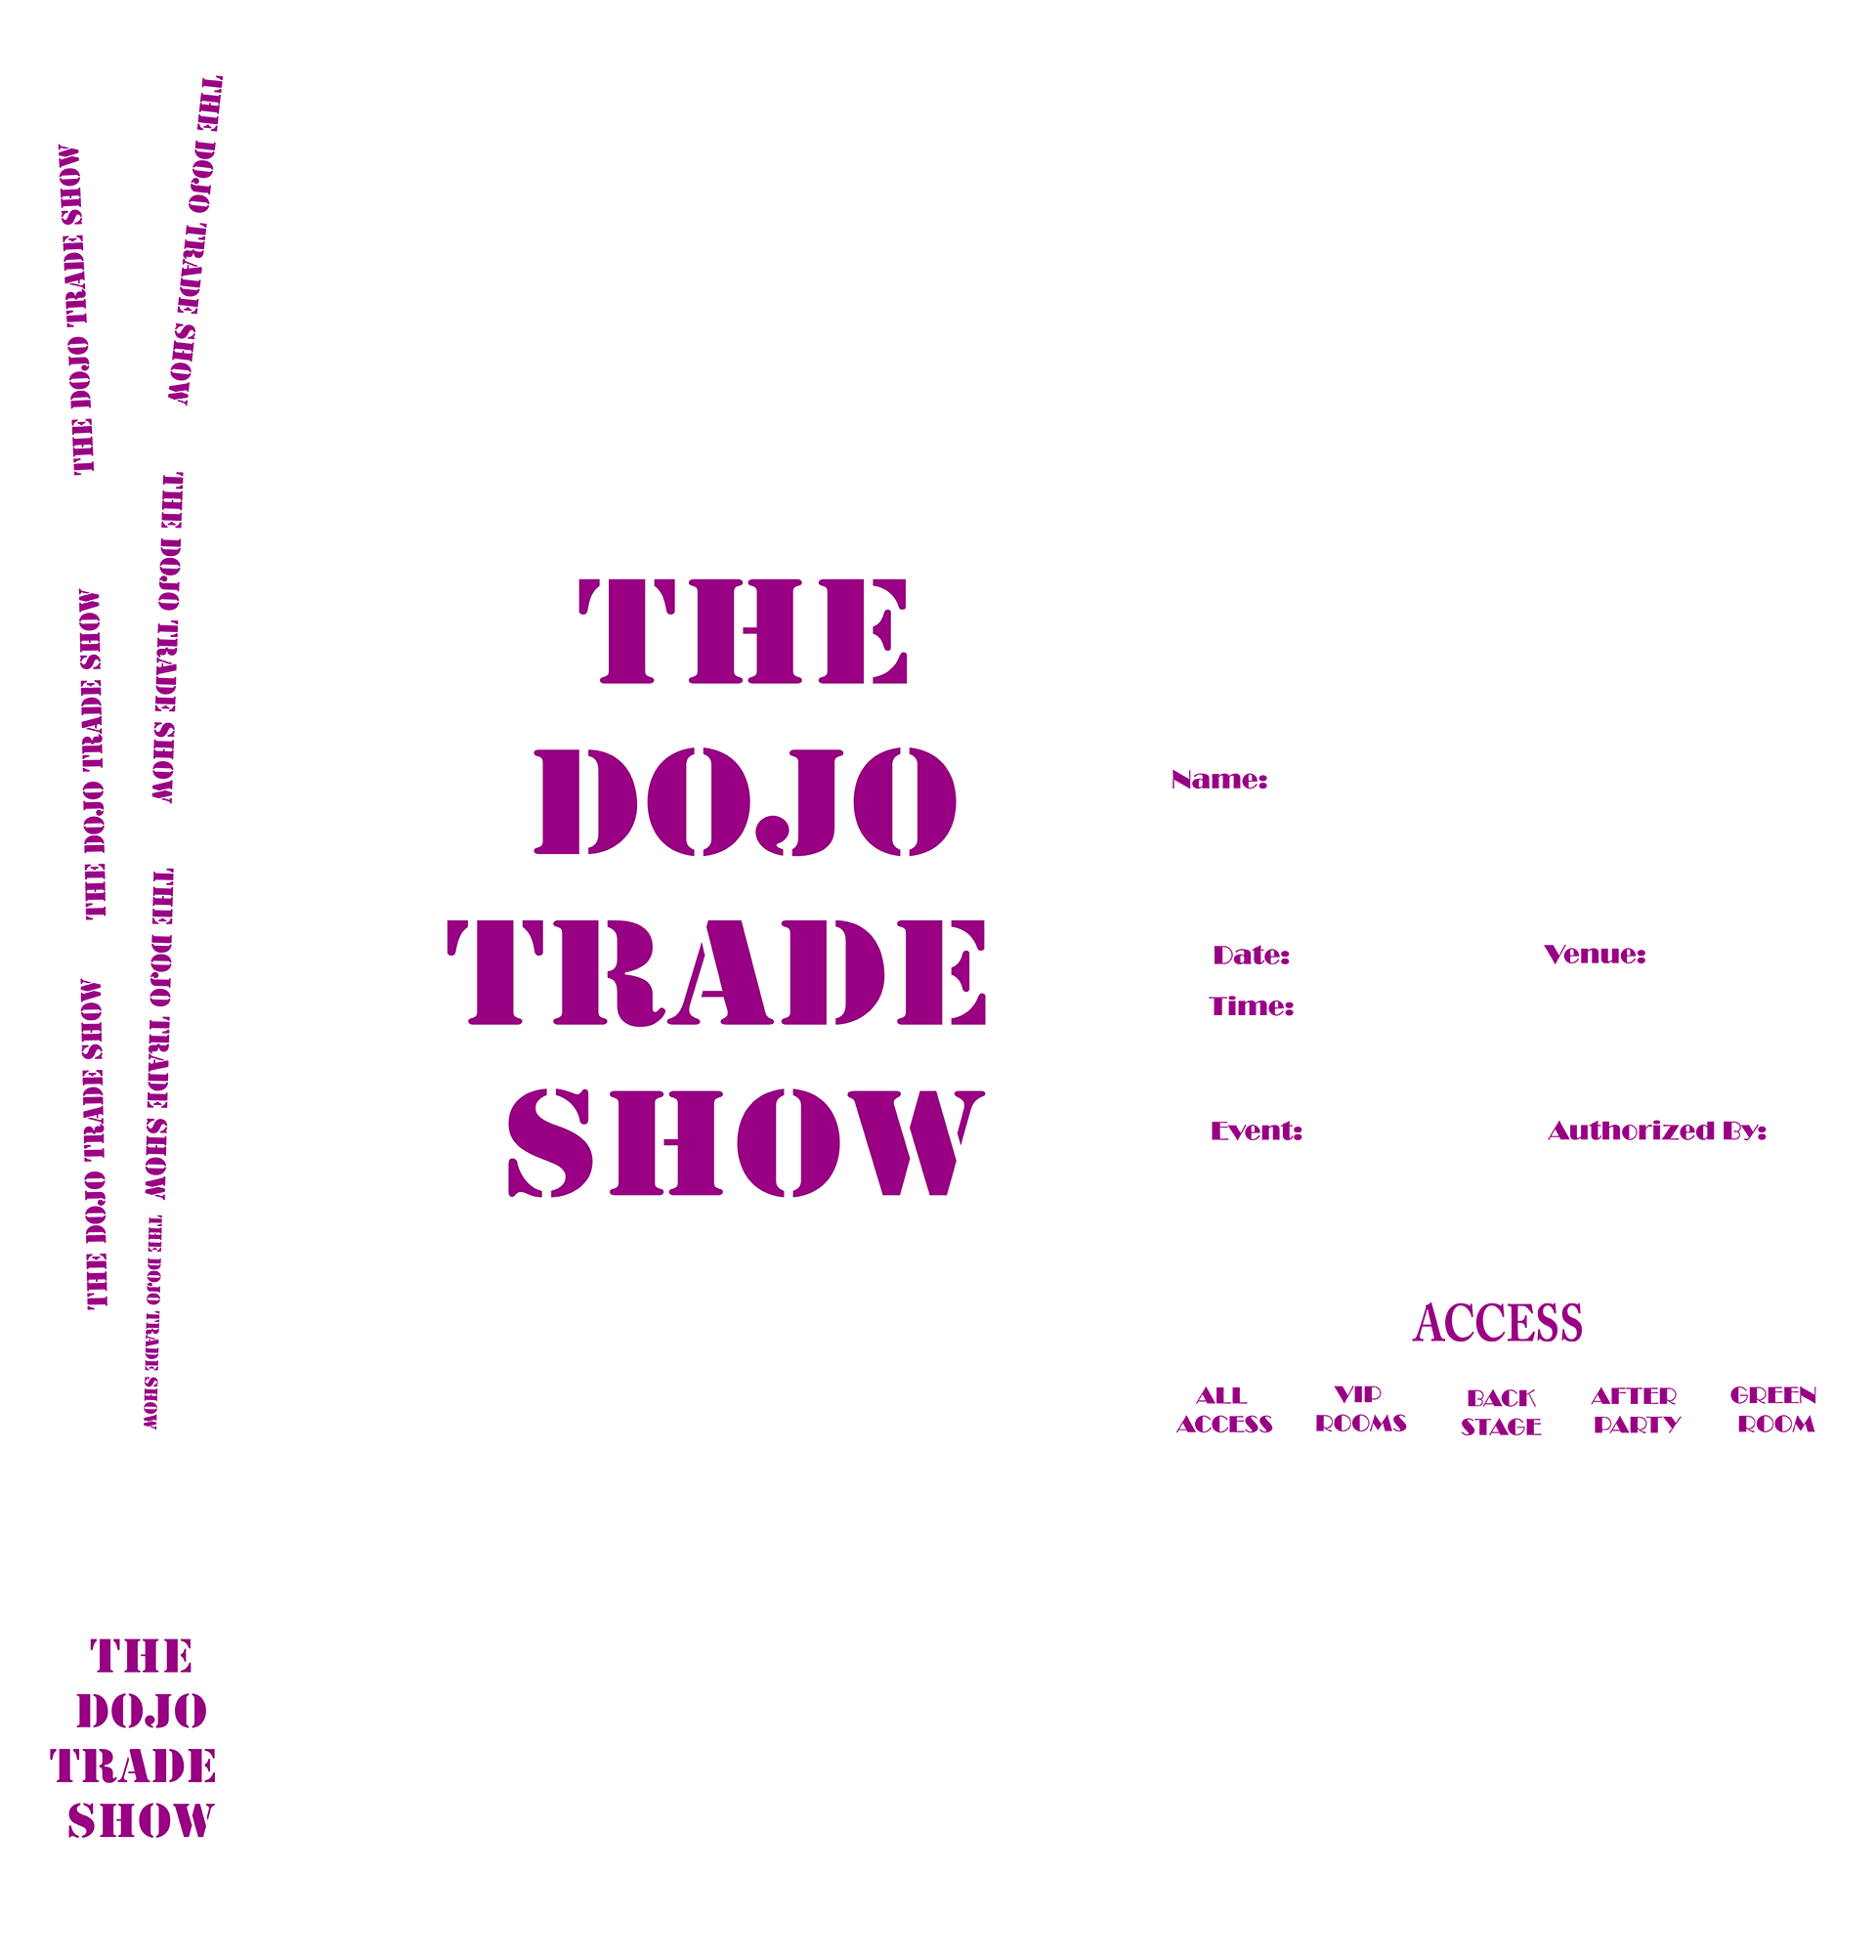 THE DOJO TRADE SHOW
THE DOJO TRADE SHOW
THE DOJO TRADE SHOW
THE DOJO TRADE SHOW
THE DOJO TRADE SHOW
THE DOJO TRADE SHOW
THE DOJO TRADE SHOW
THE
DOJO
TRADE
SHOW
THE
DOJO
TRADE
SHOW
Name:
Date:
Venue:
Time:
Event:
Authorized By:
ACCESS
ALL
ACCESS
VIP
ROOMS
BACK
STAGE
AFTER
PARTY
GREEN
ROOM